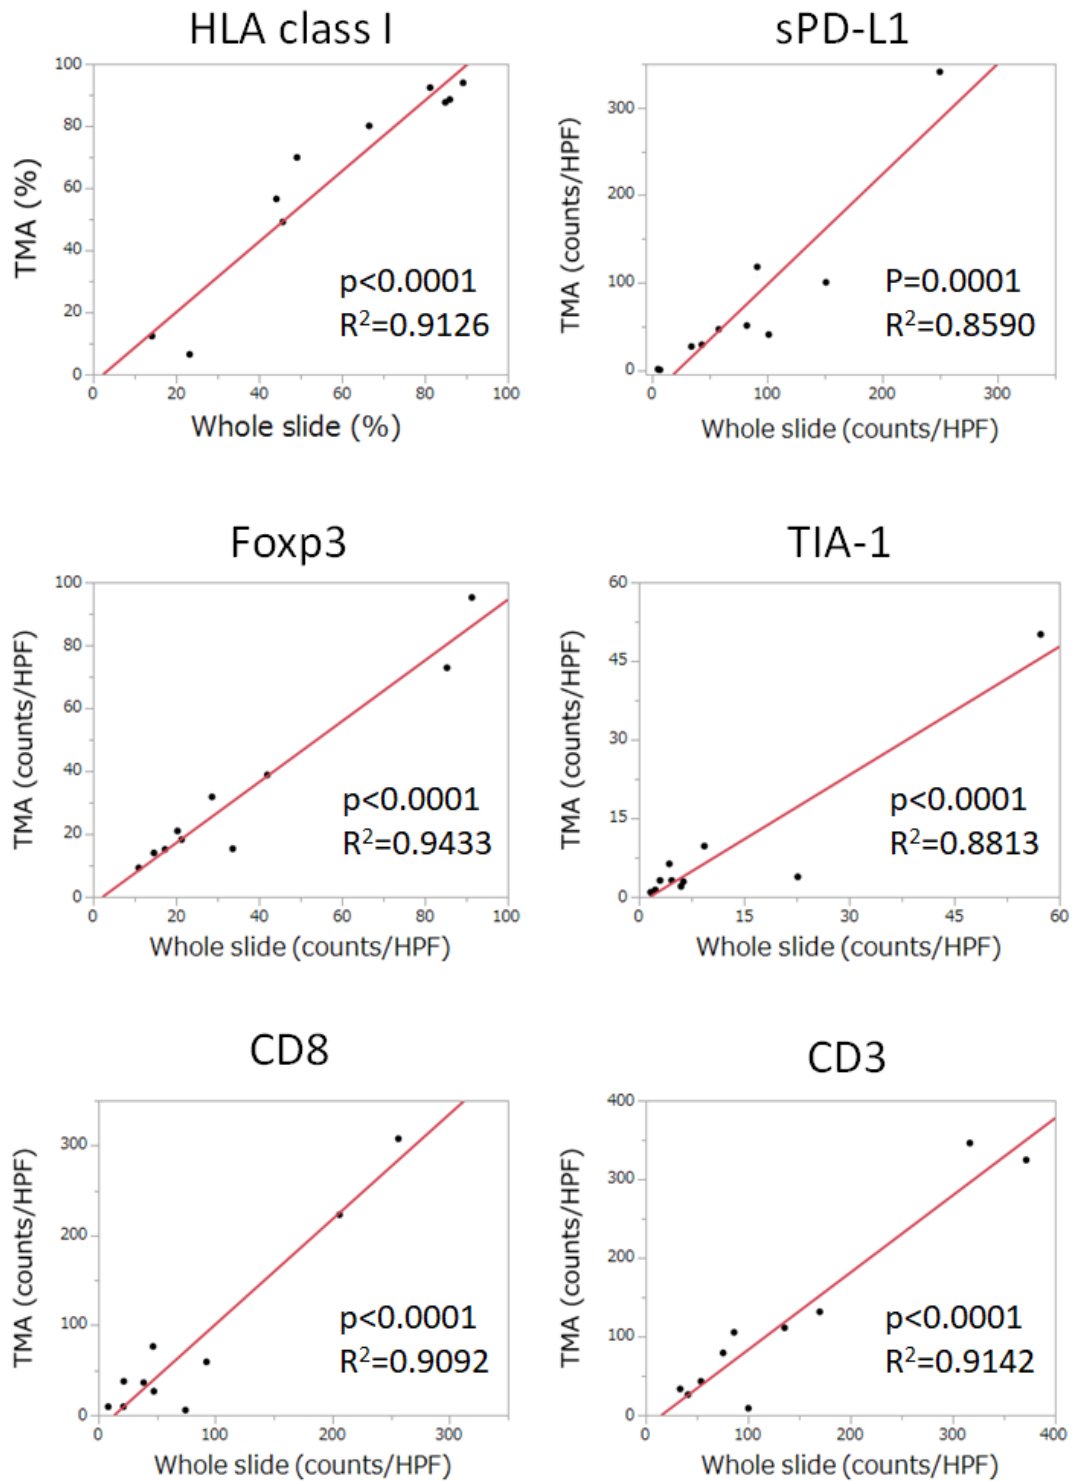 HLA class I
100
80
60
40
20
0
TMA (%)
p<0.0001
R²=0.9126
0 20 40 60 80 100
Whole slide (%)
sPD-L1
300
200
100
0
TMA (counts/HPF)
P=0.0001
R²=0.8590
0 100 200 300
Whole slide (counts/HPF)
Foxp3
100
80
60
40
20
0
TMA (counts/HPF)
p<0.0001
R²=0.9433
0 20 40 60 80 100
Whole slide (counts/HPF)
TIA-1
60
45
30
15
0
TMA (counts/HPF)
p<0.0001
R²=0.8813
0 15 30 45 60
Whole slide (counts/HPF)
CD8
300
200
100
0
TMA (counts/HPF)
p<0.0001
R²=0.9092
0 100 200 300
Whole slide (counts/HPF)
CD3
400
300
200
100
0
TMA (counts/HPF)
p<0.0001
R²=0.9142
0 100 200 300 400
Whole slide (counts/HPF)